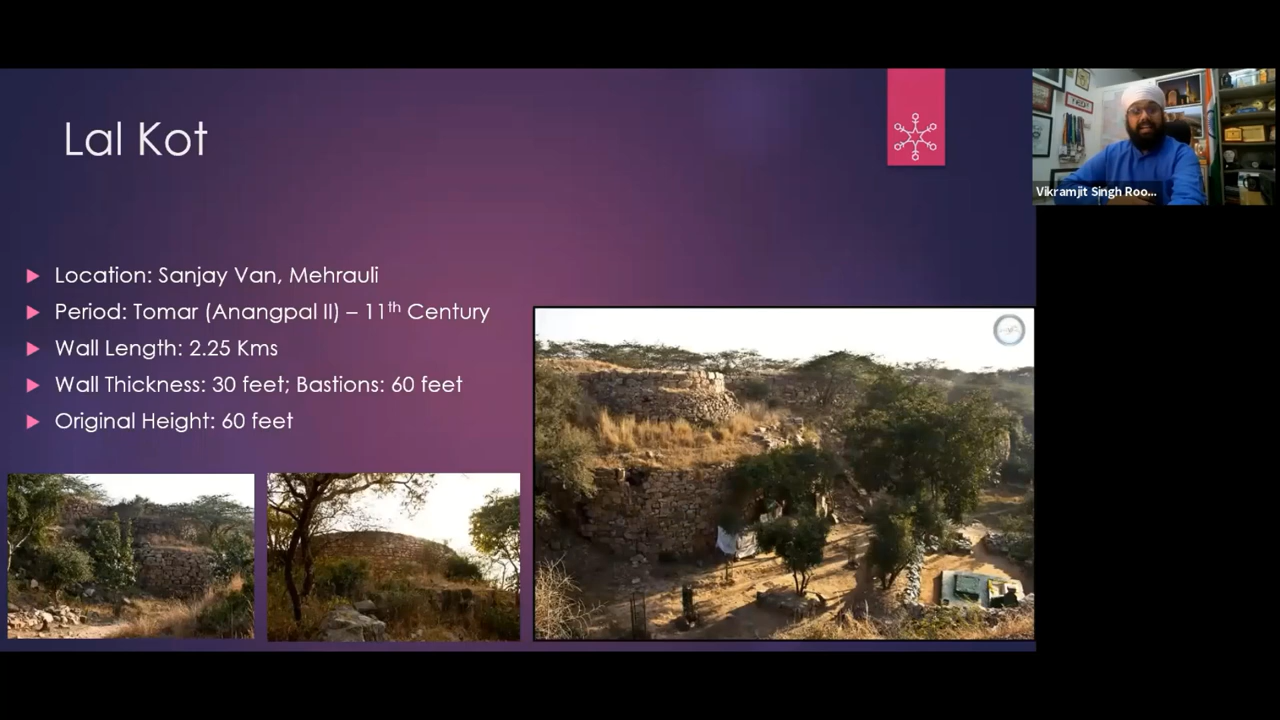 Lal Kot
Location: Sanjay Van, Mehrauli
Period: Tomar (Anangpal II) – 11th Century
Wall Length: 2.25 Kms
Wall Thickness: 30 feet; Bastions: 60 feet
Original Height: 60 feet
Vikramjit Singh Roo...